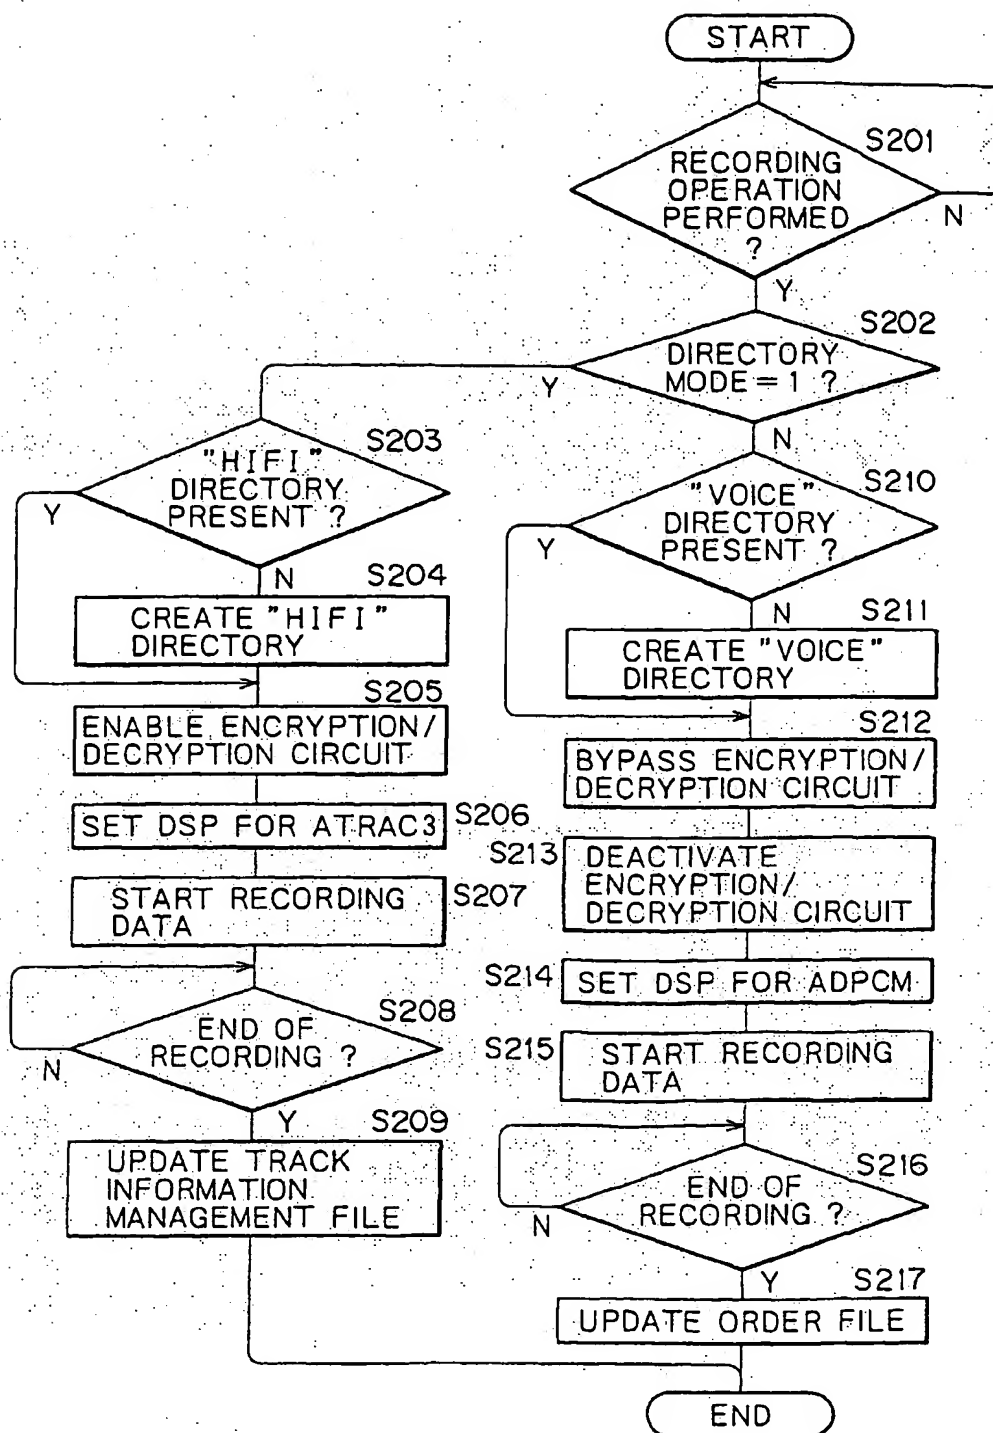 START
S201
RECORDING
OPERATION
PERFORMED
?
N
Y
S202
DIRECTORY
MODE = 1 ?
Y
N
S203
"HIFI"
DIRECTORY
PRESENT ?
Y
N
S204
CREATE "HIFI"
DIRECTORY
S205
ENABLE ENCRYPTION/
DECRYPTION CIRCUIT
SET DSP FOR ATRAC3
S206
START RECORDING
DATA
S207
S208
END OF
RECORDING ?
N
Y
S209
UPDATE TRACK
INFORMATION
MANAGEMENT FILE
S210
"VOICE"
DIRECTORY
PRESENT ?
Y
N
S211
CREATE "VOICE"
DIRECTORY
S212
BYPASS ENCRYPTION/
DECRYPTION CIRCUIT
S213
DEACTIVATE
ENCRYPTION/
DECRYPTION CIRCUIT
S214
SET DSP FOR ADPCM
S215
START RECORDING
DATA
S216
END OF
RECORDING ?
N
Y
S217
UPDATE ORDER FILE
END